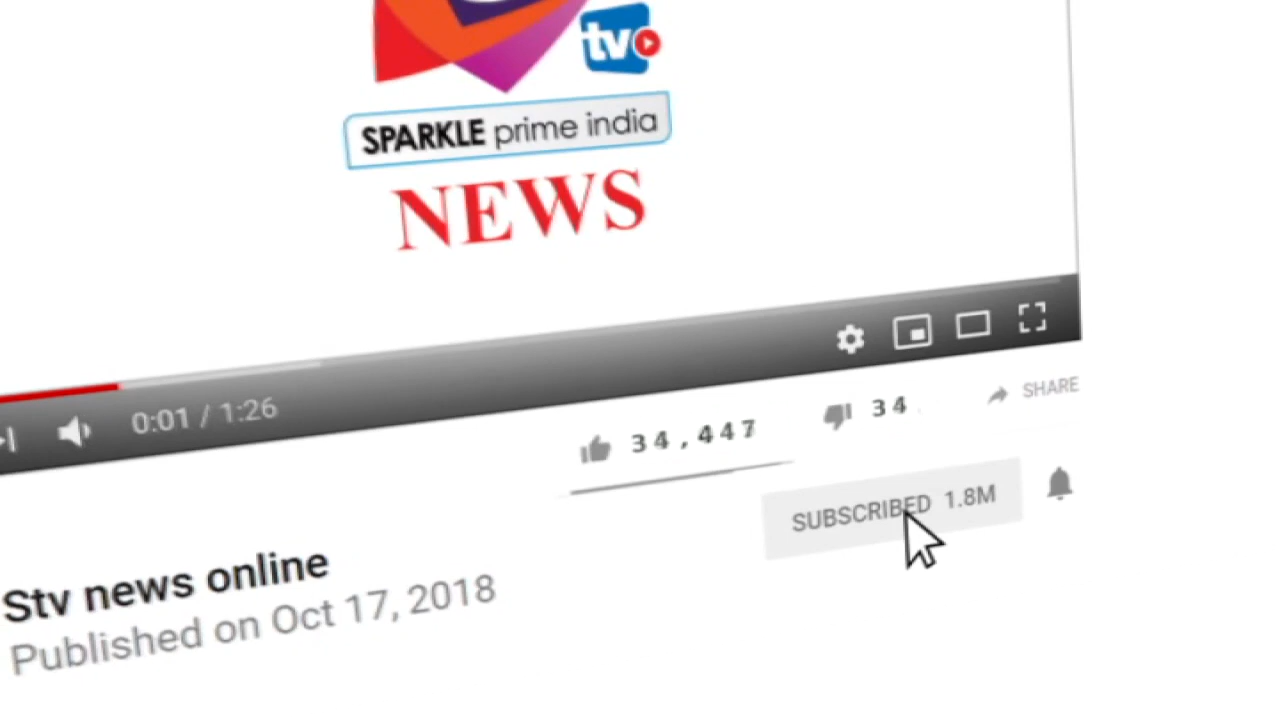 tv
SPARKLE prime india
NEWS
0:01 / 1:26
34,447
34
SHARE
SUBSCRIBED 1.8M
Stv news online
Published on Oct 17, 2018